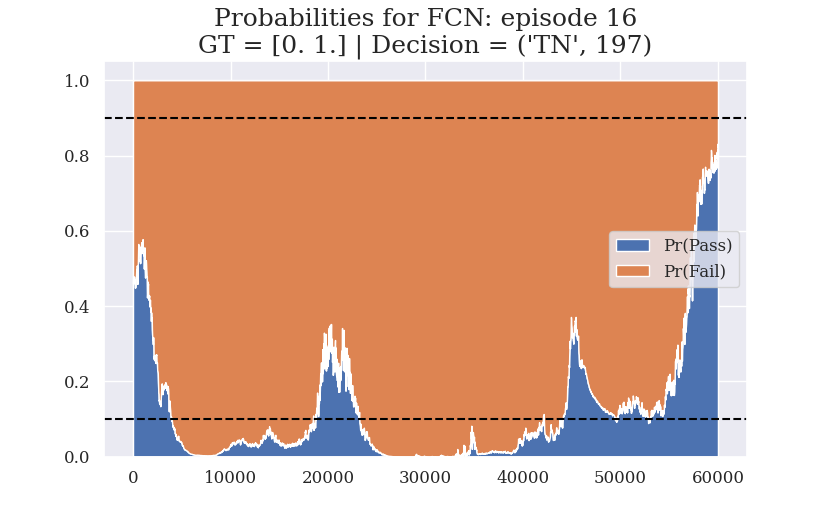 Probabilities for FCN: episode 16
GT = [0. 1.] | Decision = ('TN', 197)
1.0
0.8
0.6
0.4
0.2
0.0
Pr(Pass)
Pr(Fail)
0 10000 20000 30000 40000 50000 60000